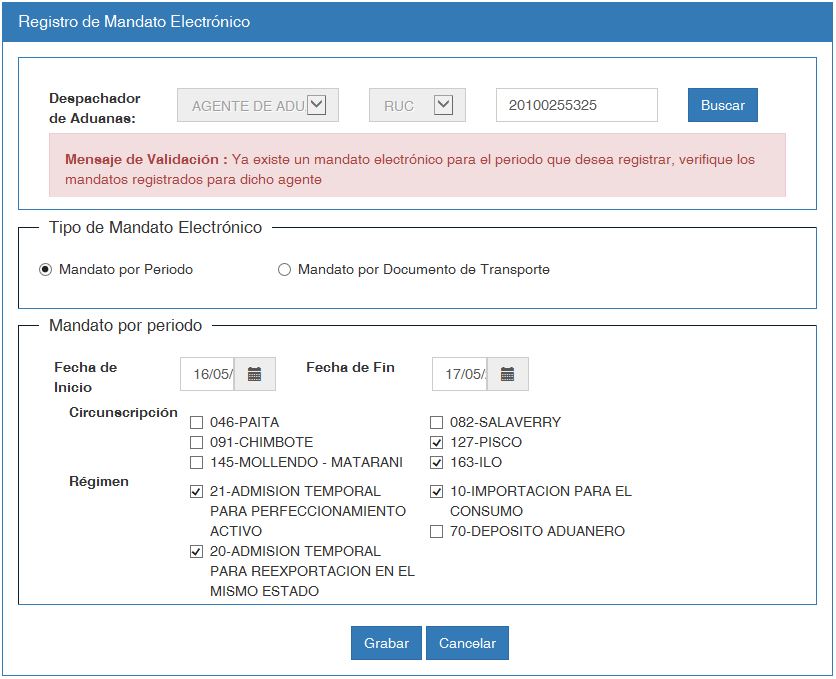 Registro de Mandato Electrónico
Despachador
de Aduanas:
AGENTE DE ADU
RUC
20100255325
Buscar
Mensaje de Validación : Ya existe un mandato electrónico para el periodo que desea registrar, verifique los
mandatos registrados para dicho agente
Tipo de Mandato Electrónico
Mandato por Periodo
Mandato por Documento de Transporte
Mandato por periodo
Fecha de
Inicio
16/05/
Fecha de Fin
17/05/
Circunscripción
046-PAITA
082-SALAVERRY
091-CHIMBOTE
127-PISCO
145-MOLLENDO - MATARANI
163-ILO
Régimen
21-ADMISION TEMPORAL
PARA PERFECCIONAMIENTO
ACTIVO
10-IMPORTACION PARA EL
CONSUMO
70-DEPOSITO ADUANERO
20-ADMISION TEMPORAL
PARA REEXPORTACION EN EL
MISMO ESTADO
Grabar
Cancelar